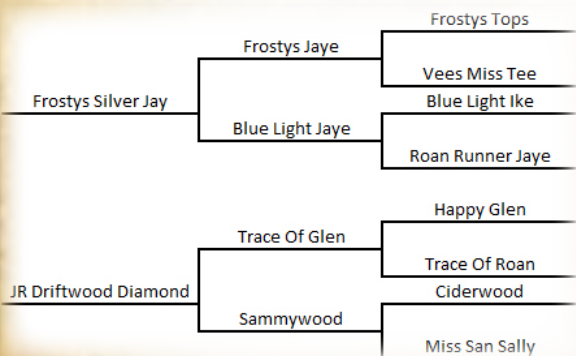 Frostys Tops
Frostys Jaye
Vees Miss Tee
Frostys Silver Jay
Blue Light Ike
Blue Light Jaye
Roan Runner Jaye
Happy Glen
Trace Of Glen
Trace Of Roan
JR Driftwood Diamond
Ciderwood
Sammywood
Miss San Sally